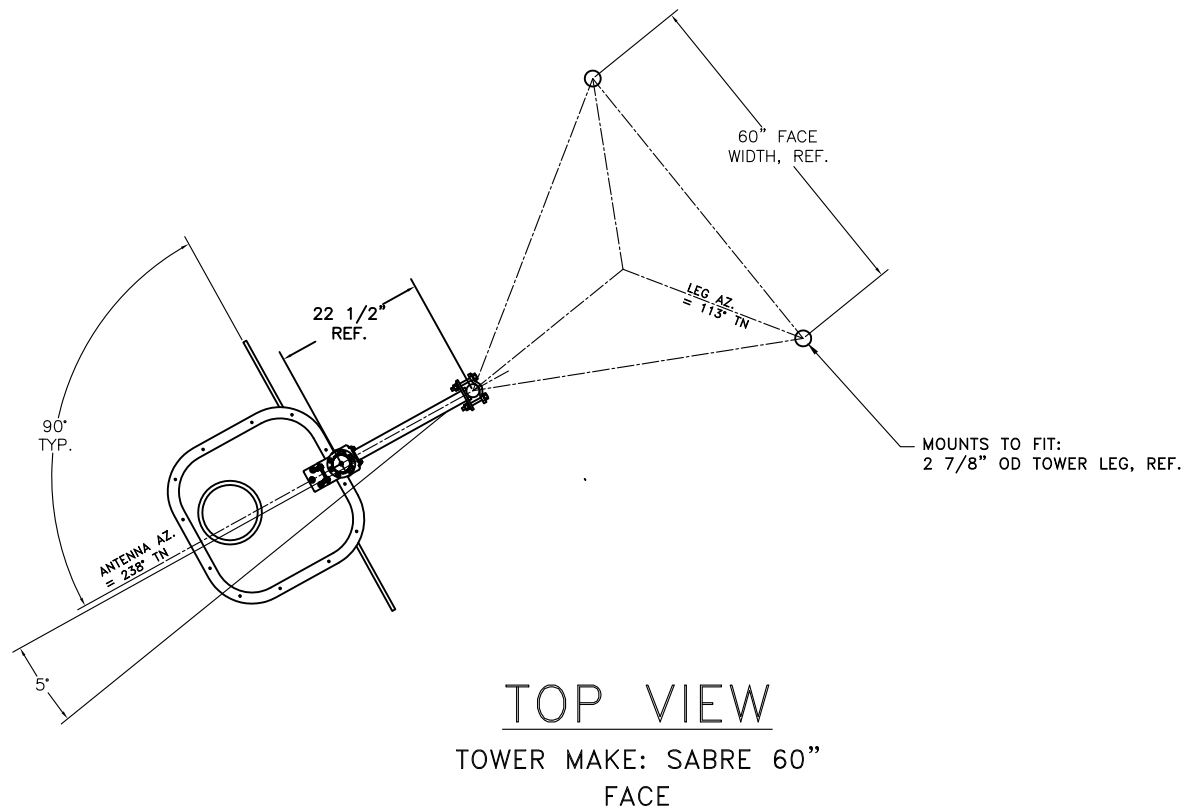 60” FACE
WIDTH, REF.
LEG AZ.
= 113° TN
22 1/2”
REF.
90°
TYP.
MOUNTS TO FIT:
2 7/8” OD TOWER LEG, REF.
ANTENNA AZ.
= 238° TN
5°
TOP VIEW
TOWER MAKE: SABRE 60”
FACE